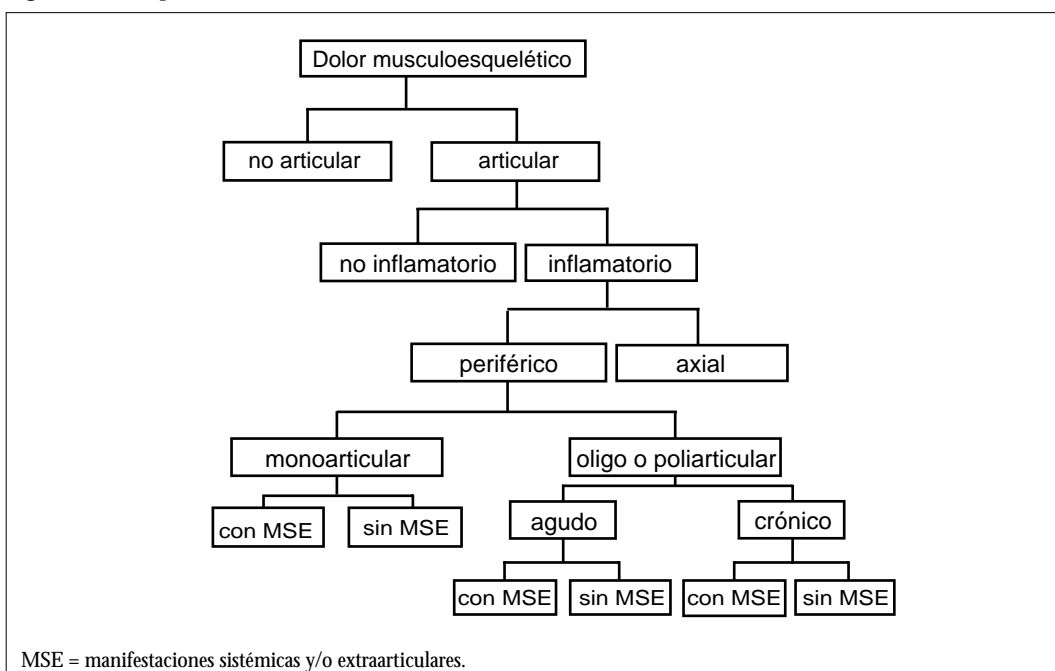 Dolor musculoesquelético
no articular
articular
no inflamatorio
inflamatorio
periférico
axial
monoarticular
oligo o poliarticular
con MSE
sin MSE
agudo
crónico
con MSE
sin MSE
con MSE
sin MSE
MSE = manifestaciones sistémicas y/o extraarticulares.